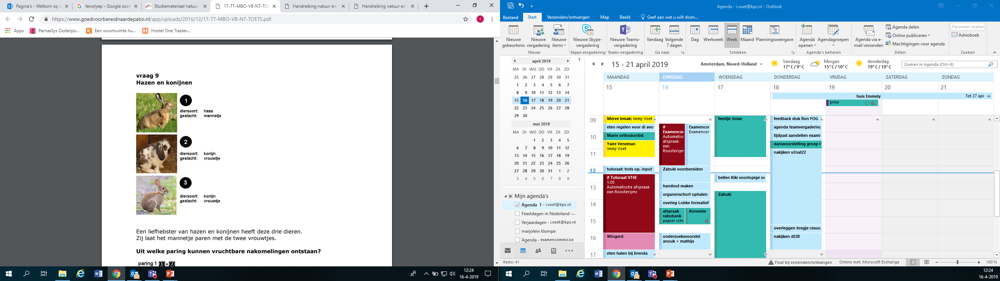 Pagina's - Welkom op d
fenotyep - Google zoek
Studiemateriaal natuur
17-TT-MBO-VB-NT-TOE
Handreiking natuur en
Handreiking natuur en
https://www.goedvoorbereidnaardepabo.nl/app/uploads/2016/12/17-TT-MBO-VB-NT-TOETS.pdf
Apps
ParnasSys Ouderpo...
Een woonruimte hu...
Hostel One Trastev...
vraag 9
Hazen en konijnen
1
diersoort: haas
geslacht: mannetje
2
diersoort: konijn
geslacht: vrouwtje
3
diersoort: konijn
geslacht: vrouwtje
Een liefhebster van hazen en konijnen heeft deze drie dieren.
Zij laat het mannetje paren met de twee vrouwtjes.
Uit welke paring kunnen vruchtbare nakomelingen ontstaan?
paring 1 1 x 2
12:24
16-4-2019
Agenda - i.voet@kpz.nl - Outlook
Bestand Start Verzenden/ontvangen Map Beeld Geef aan wat u wilt doen...
Nieuwe gebeurtenis
Nieuwe vergadering
Nieuwe items
Nieuwe Skype-vergadering
Nieuwe Teams-vergadering
Vandaag
Volgende 7 dagen
Dag
Werkweek
Week
Maand
Planningsweergave
Agenda openen
Agendagroepen
Agenda via e-mail verzenden
Agenda delen
Online publiceren
Machtigingen voor agenda
Personen zoeken
Adresboek
Nieuw
Skype-vergadering
Teams-vergadering
Ga naar
Schikken
Agenda's beheren
Delen
Zoeken
april 2019
MA DI WO DO VR ZA ZO
25 26 27 28 29 30 31
1 2 3 4 5 6 7
8 9 10 11 12 13 14
15 16 17 18 19 20 21
22 23 24 25 26 27 28
29 30
mei 2019
MA DI WO DO VR ZA ZO
1 2 3 4 5
6 7 8 9 10 11 12
13 14 15 16 17 18 19
20 21 22 23 24 25 26
27 28 29 30 31 1 2
3 4 5 6 7 8 9
Mijn agenda's
Agenda 1 - i.voet@kpz.nl
Feestdagen in Nederland -...
Verjaardagen - i.voet@kpz.nl
marjolein klompe
Agenda - examencommissie
15 - 21 april 2019
Amsterdam, Noord-Holland
Vandaag
17°C/9°C
Morgen
15°C/10°C
donderdag
19°C/10°C
Zoeken in Agenda (Ctrl+E)
MAANDAG DINSDAG WOENSDAG DONDERDAG VRIJDAG ZATERDAG ZONDAG
15 16 17 18 19 20 21
huis Emmely
Tot 27 apr
prive
09
10
11
12
13
14
15
16
17
Merve Irmak; Immy Voet
eten regelen voor di avo
Marin orthodontist
Yaire Veneman
Immy Voet
tutoraat: trots op, input
# Tutoraat VT4E
1.05
Automatische afspraak
van Roostersync
Wingerd
eten halen bij brenda
#
Examencor
Automatisc
afspraak
van
Roostersyn
Examencor
Examencor
Zabuki voorbereiden
handout maken
organenschort ophalen
overleg Lobke formatief
afspraak
rabobank
papier schu
Annemie
onderzoeksvoorstel
anouk + mathijs
feestje Josse
bellen Kiki voorlopige or
Zabuki
feedback stuk Ron FOG
agenda teamvergadering
tijdpad aanstellen exami
dansvoorstelling groep 6
nakijken v2nat22
overleggen bregje cesuu
nakijken dt3B
Items: 41
Fout bij verzenden/ontvangen
Online met: Microsoft Exchange
100 %
12:24
16-4-2019